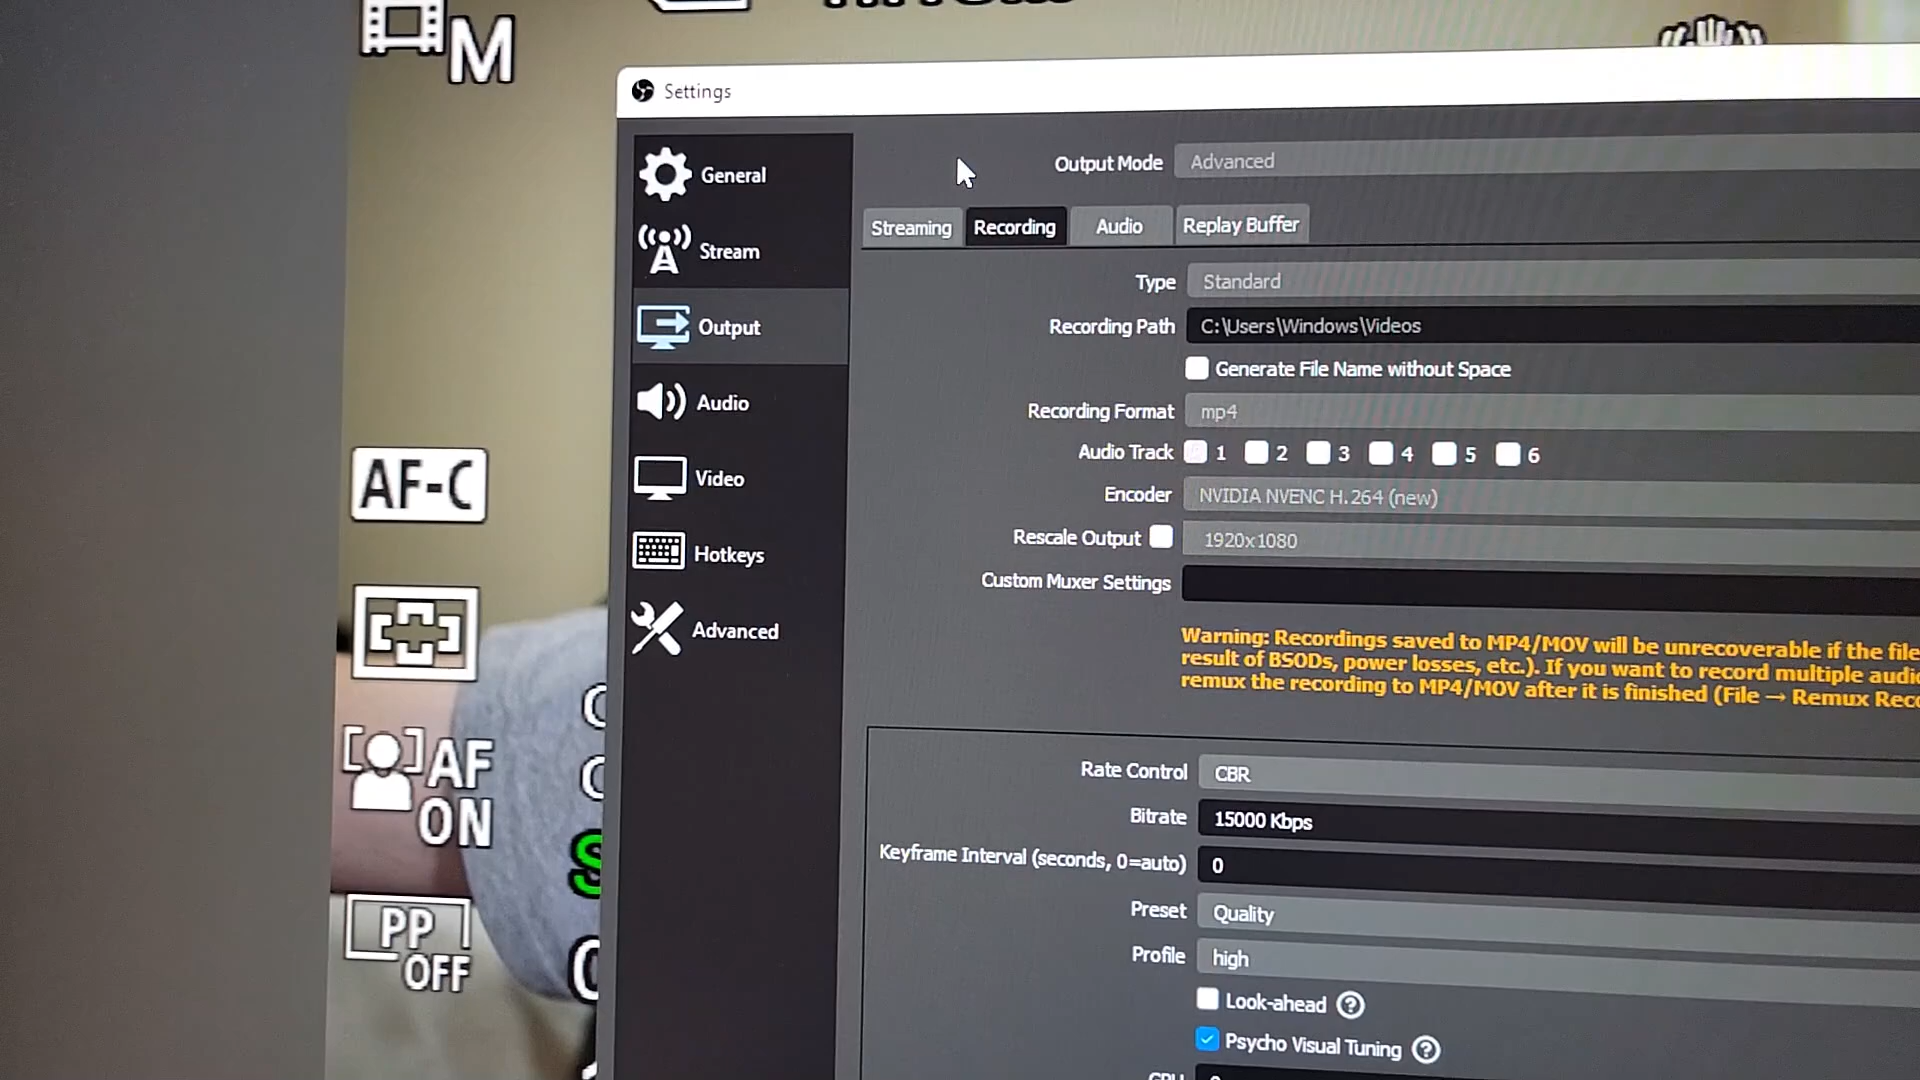 M
Settings
General
Stream
Output
Audio
Video
Hotkeys
Advanced
Output Mode Advanced
Streaming Recording Audio Replay Buffer
Type Standard
Recording Path C:\Users\Windows\Videos
Generate File Name without Space
Recording Format mp4
Audio Track 1 2 3 4 5 6
Encoder NVIDIA NVENC H.264 (new)
Rescale Output 1920x1080
Custom Muxer Settings
Warning: Recordings saved to MP4/MOV will be unrecoverable if the file
result of BSODs, power losses, etc.). If you want to record multiple audio
remux the recording to MP4/MOV after it is finished (File → Remux Reco
Rate Control CBR
Bitrate 15000 Kbps
Keyframe Interval (seconds, 0=auto) 0
Preset Quality
Profile high
Look-ahead ?
Psycho Visual Tuning ?
AF-C
AF
ON
PP
OFF